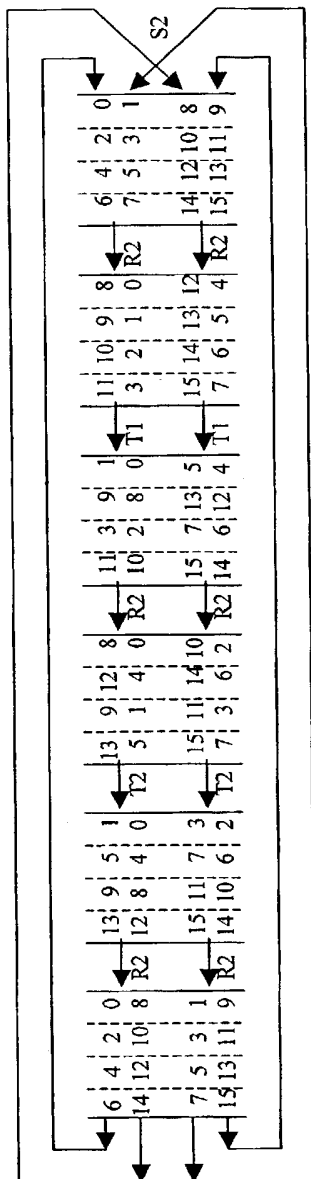 6 4 2 0 13 9 5 1 13 9 12 8 11 3 9 1 11 10 9 8 6 4 2 0
14 12 10 8 R2 12 8 4 0 T2 5 1 4 0 R2 10 2 8 0 T1 3 2 1 0 R2 7 5 3 1
S2
7 5 3 1 15 11 7 3 15 11 14 10 15 7 13 5 15 14 13 12 14 12 10 8
15 13 11 9 R2 14 10 6 2 T2 7 3 6 2 R2 14 6 12 4 T1 7 6 5 4 R2 15 13 11 9